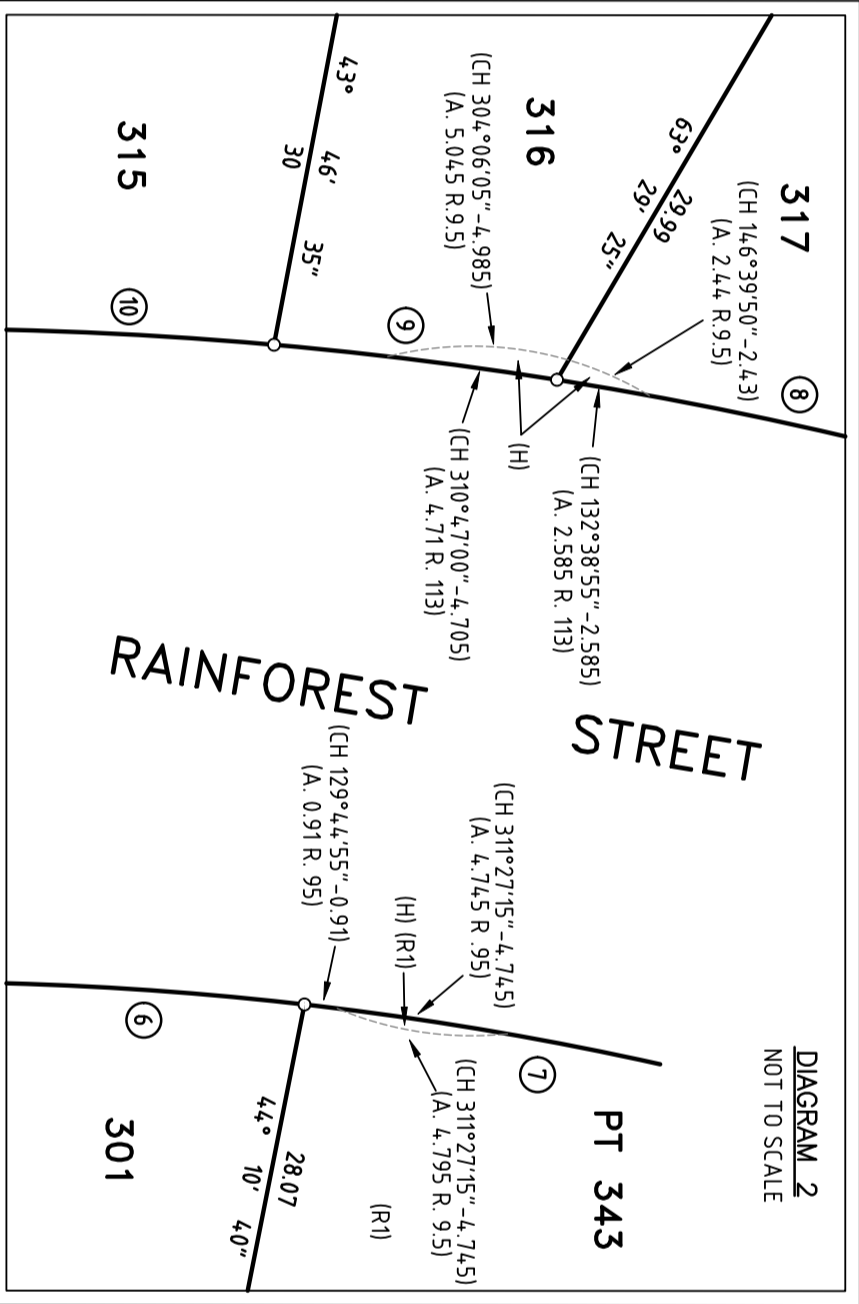 DIAGRAM 2
NOT TO SCALE
317
(CH 146°39'50"-2.43)
(A. 2.44 R.9.5)
8
63° 29' 25"
29.99
316
(CH 304°06'05"-4.985)
(A. 5.045 R.9.5)
9
43° 46' 35"
30
315
10
(H)
(CH 132°38'55"-2.585)
(A. 2.585 R. 113)
(CH 310°47'00"-4.705)
(A. 4.71 R. 113)
RAINFOREST STREET
(CH 311°27'15"-4.745)
(A. 4.745 R .95)
(H) (R1)
(CH 129°44'55"-0.91)
(A. 0.91 R. 95)
7
PT 343
(CH 311°27'15"-4.745)
(A. 4.795 R. 9.5)
(R1)
28.07
44° 10' 40"
6
301